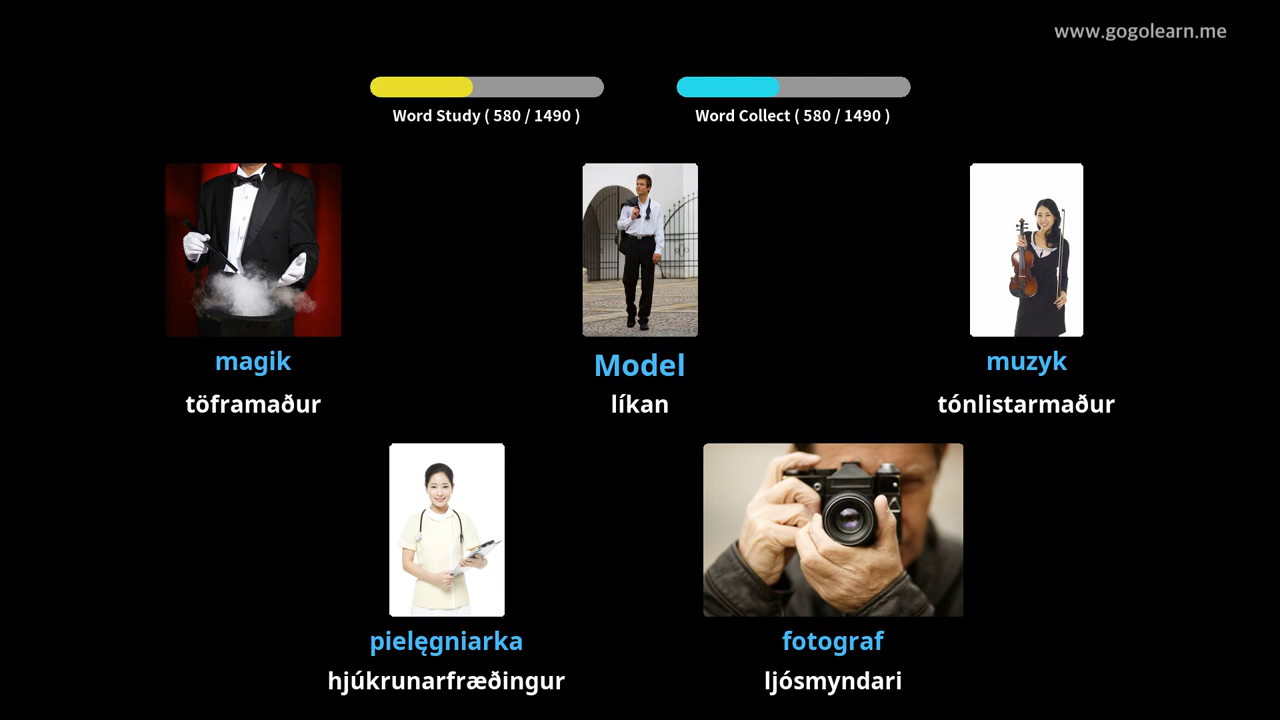 www.gogolearn.me
Word Study ( 580 / 1490 )
Word Collect ( 580 / 1490 )
magik
töframaður
Model
líkan
muzyk
tónlistarmaður
pielęgniarka
hjúkrunarfræðingur
fotograf
ljósmyndari